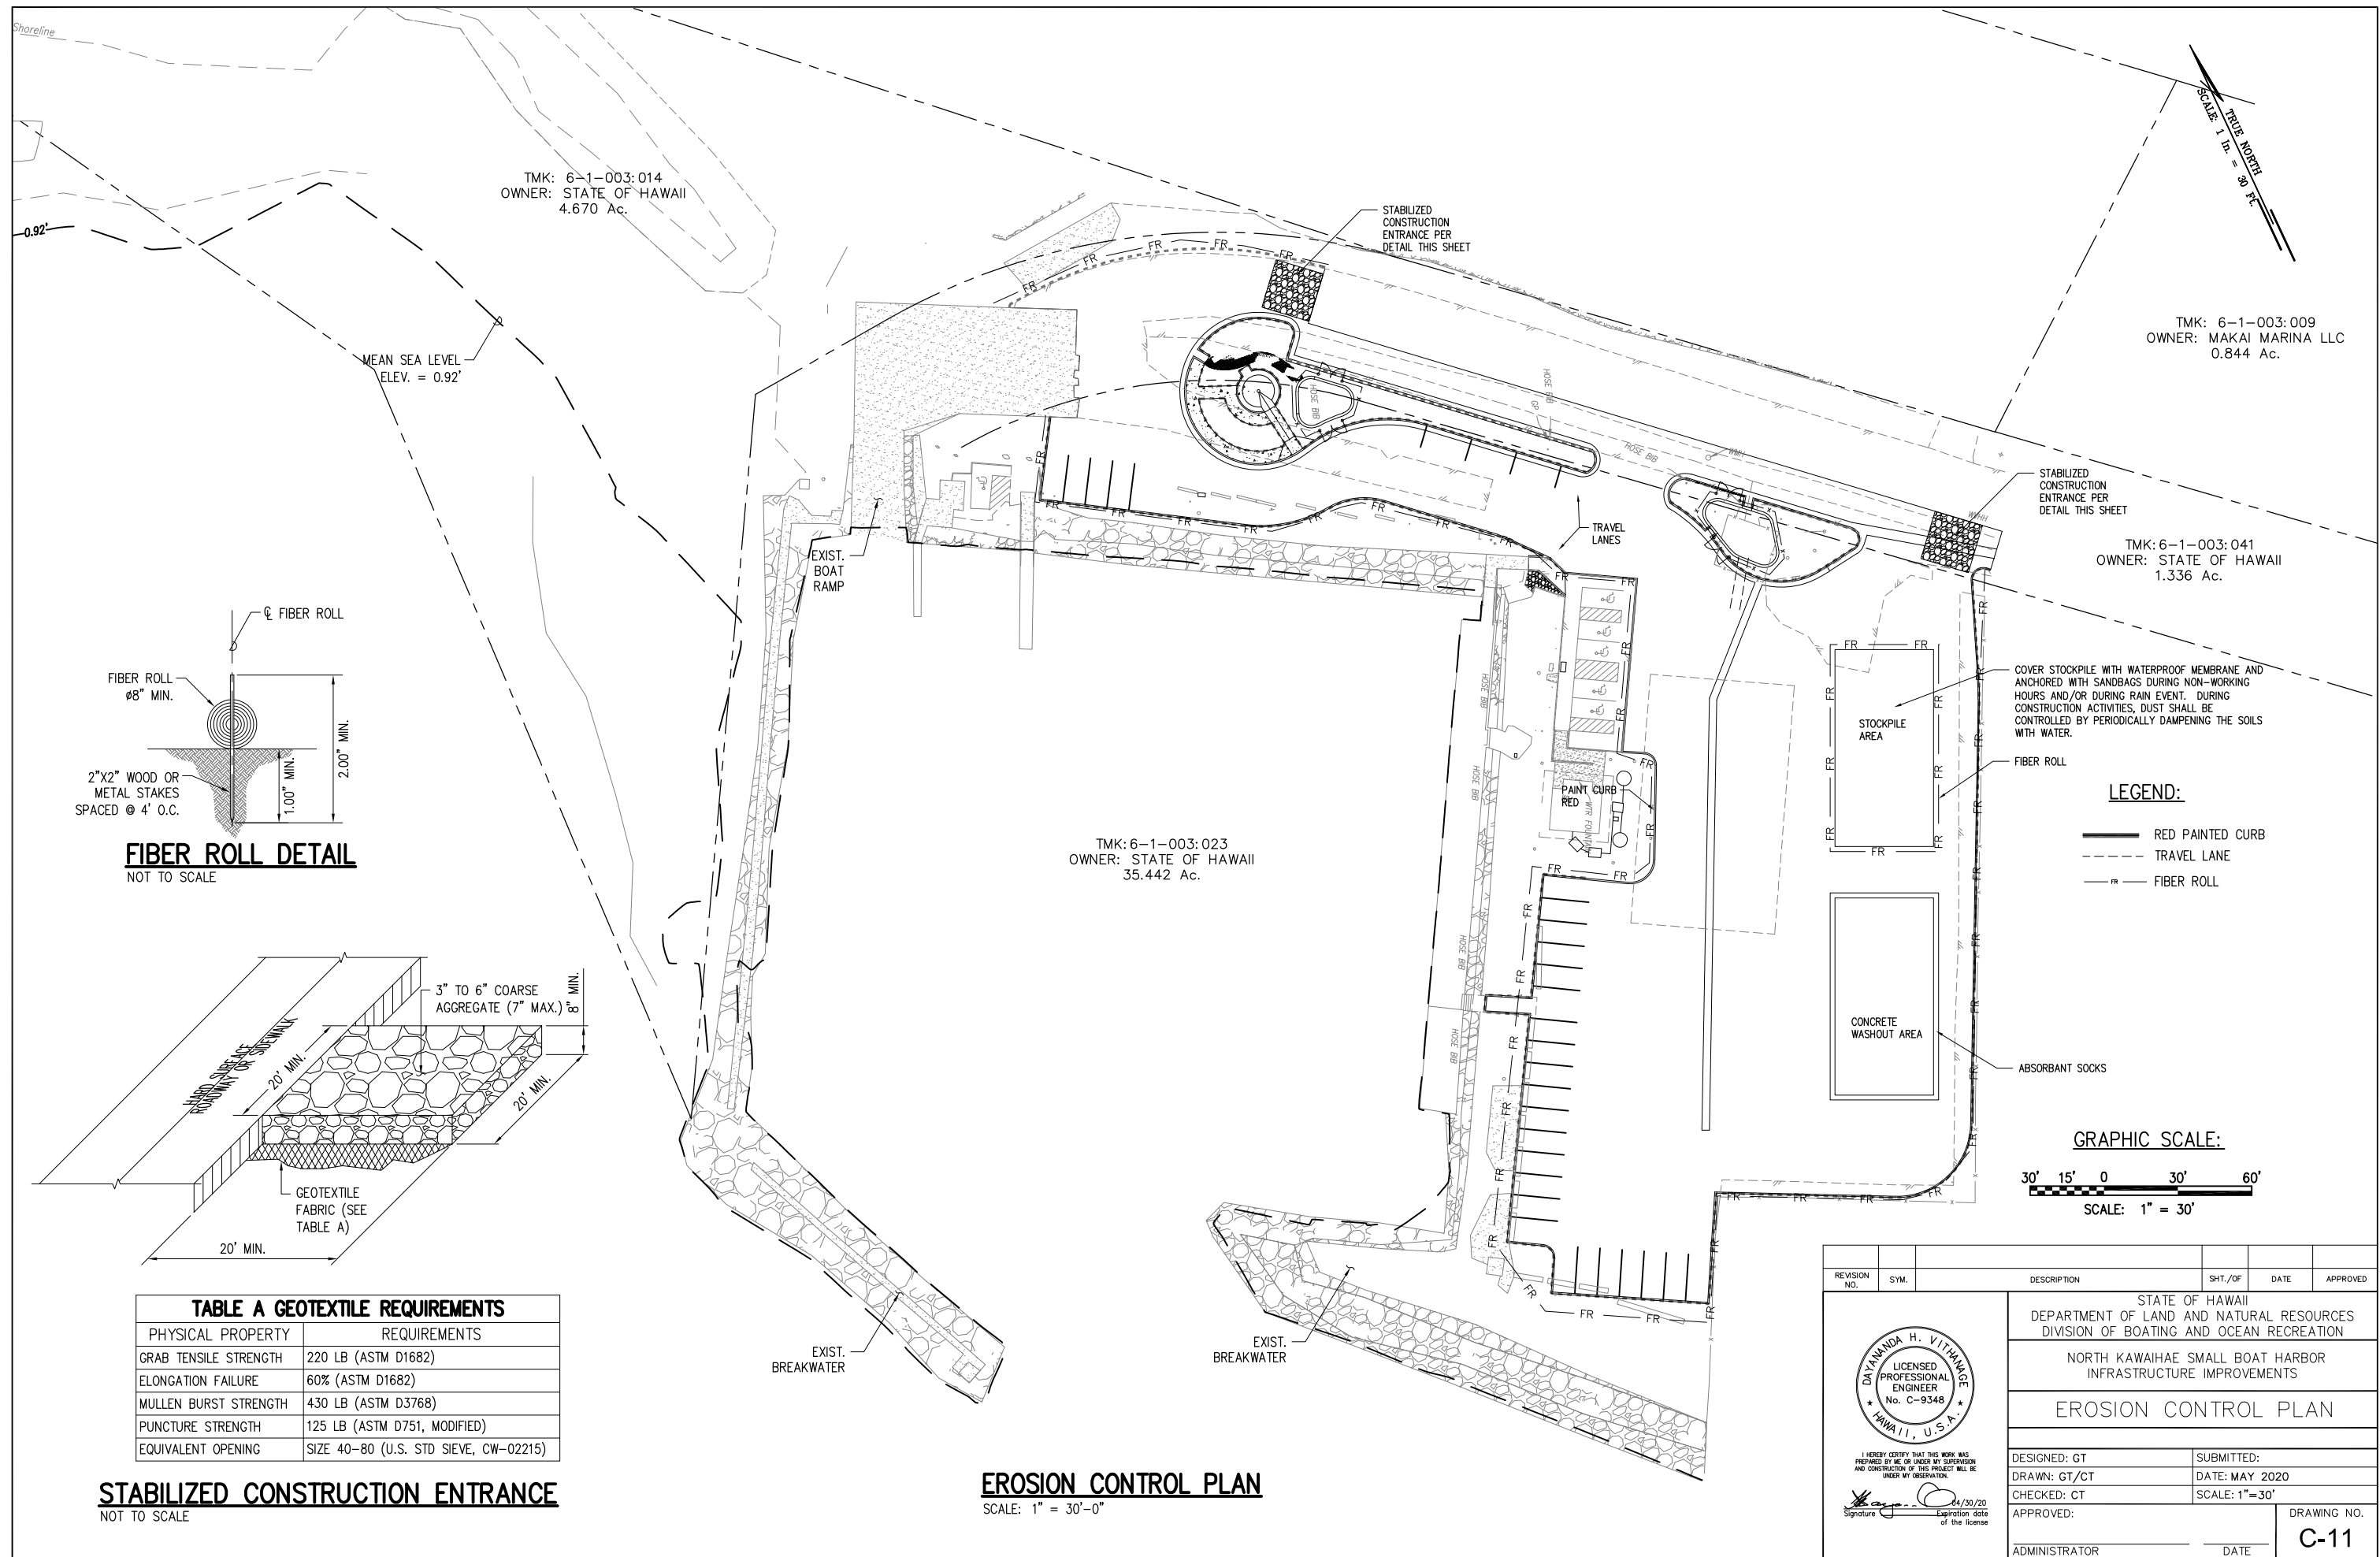 Shoreline
0.92'
TMK: 6-1-003:014
OWNER: STATE OF HAWAII
4.670 Ac.
MEAN SEA LEVEL
ELEV. = 0.92'
STABILIZED
CONSTRUCTION
ENTRANCE PER
DETAIL THIS SHEET
TRUE NORTH
SCALE: 1 In. = 30 Ft.
TMK: 6-1-003:009
OWNER: MAKAI MARINA LLC
0.844 Ac.
STABILIZED
CONSTRUCTION
ENTRANCE PER
DETAIL THIS SHEET
TMK:6-1-003:041
OWNER: STATE OF HAWAII
1.336 Ac.
FR
FR
FR
FR
FR
HOSE BIB
HOSE BIB
GP
HOSE BIB
WMH
WVHH
TRAVEL
LANES
EXIST.
BOAT
RAMP
COVER STOCKPILE WITH WATERPROOF MEMBRANE AND
ANCHORED WITH SANDBAGS DURING NON-WORKING
HOURS AND/OR DURING RAIN EVENT. DURING
CONSTRUCTION ACTIVITIES, DUST SHALL BE
CONTROLLED BY PERIODICALLY DAMPENING THE SOILS
WITH WATER.
STOCKPILE
AREA
FIBER ROLL
PAINT CURB
RED
WTR FOUNTAIN
HOSE BIB
HOSE BIB
HOSE BIB
HOSE BIB
CONCRETE
WASHOUT AREA
ABSORBANT SOCKS
LEGEND:
RED PAINTED CURB
TRAVEL LANE
FR
FIBER ROLL
TMK:6-1-003:023
OWNER: STATE OF HAWAII
35.442 Ac.
℄ FIBER ROLL
FIBER ROLL
ø8" MIN.
2"X2" WOOD OR
METAL STAKES
SPACED @ 4' O.C.
1.00" MIN.
2.00" MIN.
FIBER ROLL DETAIL
NOT TO SCALE
HARD SURFACE
ROADWAY OR SIDEWALK
3" TO 6" COARSE
AGGREGATE (7" MAX.)
8" MIN.
20' MIN.
20' MIN.
GEOTEXTILE
FABRIC (SEE
TABLE A)
20' MIN.
TABLE A GEOTEXTILE REQUIREMENTS
PHYSICAL PROPERTY REQUIREMENTS
GRAB TENSILE STRENGTH 220 LB (ASTM D1682)
ELONGATION FAILURE 60% (ASTM D1682)
MULLEN BURST STRENGTH 430 LB (ASTM D3768)
PUNCTURE STRENGTH 125 LB (ASTM D751, MODIFIED)
EQUIVALENT OPENING SIZE 40-80 (U.S. STD SIEVE, CW-02215)
STABILIZED CONSTRUCTION ENTRANCE
NOT TO SCALE
EXIST.
BREAKWATER
EXIST.
BREAKWATER
EROSION CONTROL PLAN
SCALE: 1" = 30'-0"
GRAPHIC SCALE:
30' 15' 0 30' 60'
SCALE: 1" = 30'
REVISION NO. SYM. DESCRIPTION SHT./OF DATE APPROVED
STATE OF HAWAII
DEPARTMENT OF LAND AND NATURAL RESOURCES
DIVISION OF BOATING AND OCEAN RECREATION
NORTH KAWAIHAE SMALL BOAT HARBOR
INFRASTRUCTURE IMPROVEMENTS
EROSION CONTROL PLAN
DAYANANDA H. VITHANAGE
LICENSED
PROFESSIONAL
ENGINEER
No. C-9348
HAWAII, U.S.A.
I HEREBY CERTIFY THAT THIS WORK WAS
PREPARED BY ME OR UNDER MY SUPERVISION
AND CONSTRUCTION OF THIS PROJECT WILL BE
UNDER MY OBSERVATION.
04/30/20
Signature Expiration date
of the license
DESIGNED: GT SUBMITTED:
DRAWN: GT/CT DATE: MAY 2020
CHECKED: CT SCALE: 1"=30'
APPROVED:
ADMINISTRATOR DATE
DRAWING NO.
C-11